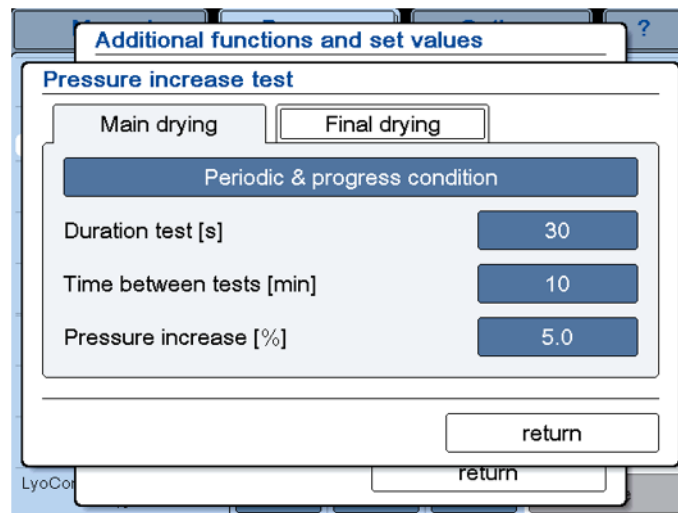 ?
Additional functions and set values
Pressure increase test
Main drying
Final drying
Periodic & progress condition
Duration test [s]
30
Time between tests [min]
10
Pressure increase [%]
5.0
return
return